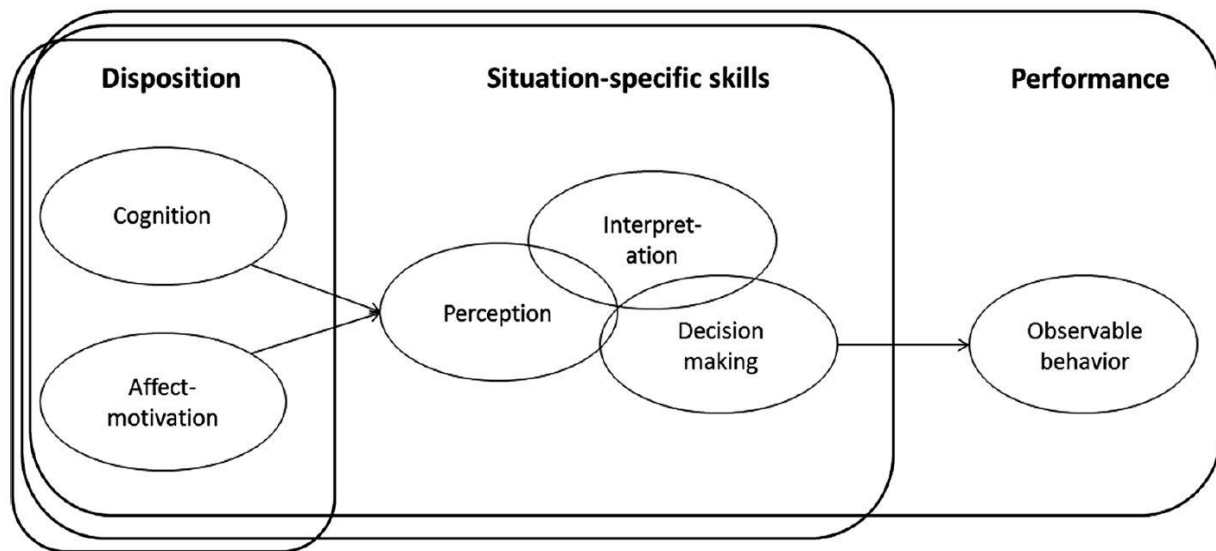 Disposition
Situation-specific skills
Performance
Cognition
Affect-
motivation
Perception
Interpret-
ation
Decision
making
Observable
behavior